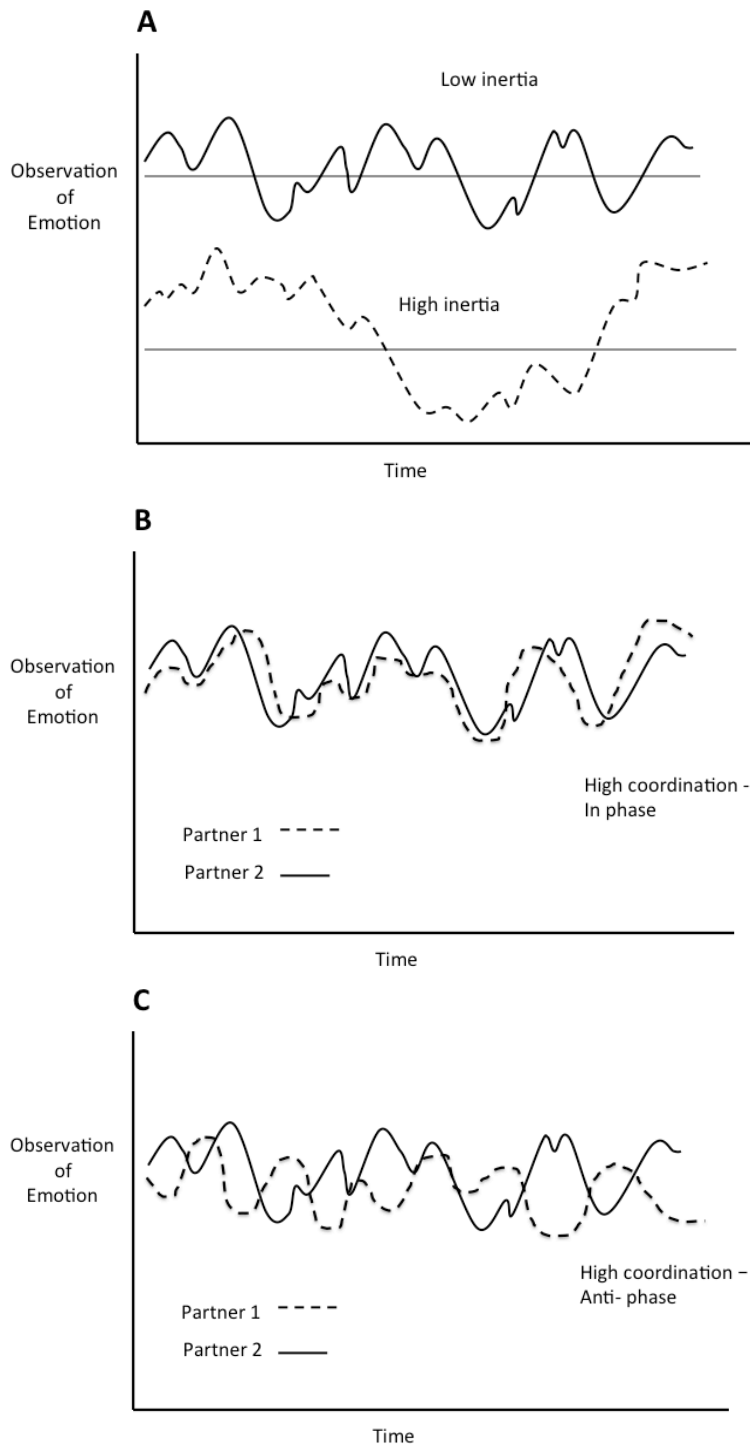 A
Low inertia
Observation
of
Emotion
High inertia
Time
B
Observation
of
Emotion
High coordination -
In phase
Partner 1
Partner 2
Time
C
Observation
of
Emotion
High coordination –
Anti- phase
Partner 1
Partner 2
Time